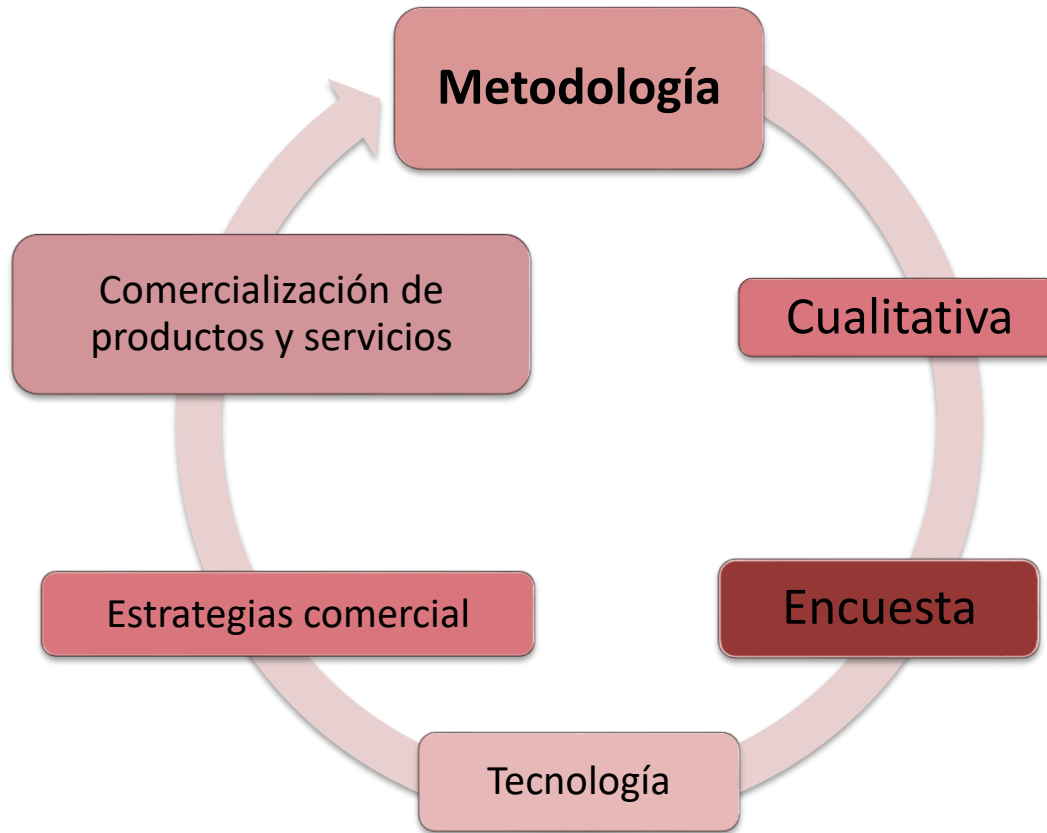 Metodología
Cualitativa
Encuesta
Tecnología
Estrategias comercial
Comercialización de
productos y servicios